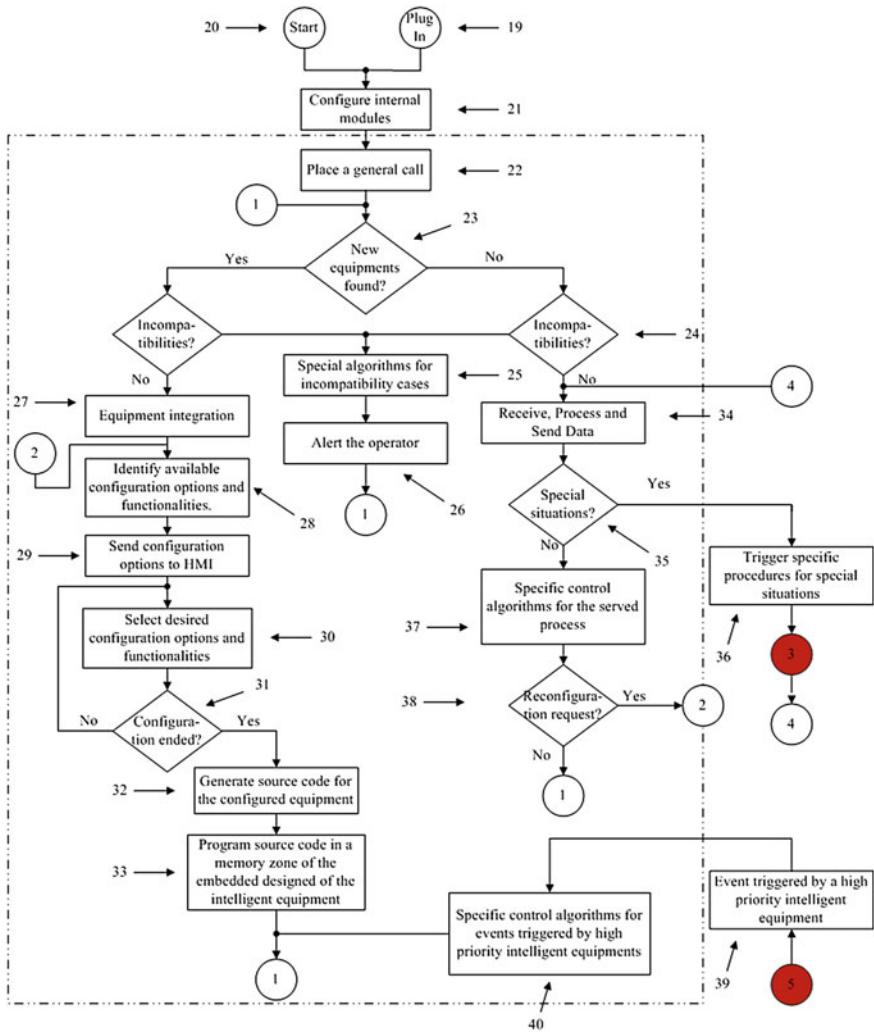 20
Start
Plug
In
19
Configure internal
modules
21
Place a general call
22
1
23
New
equipments
found?
Yes
No
Incompa-
tibilities?
Incompa-
tibilities?
24
Special algorithms for
incompatibility cases
25
No
No
4
27
Equipment integration
Receive, Process and
Send Data
34
2
Alert the operator
26
1
Identify available
configuration options and
functionalities.
28
Special
situations?
Yes
35
No
29
Send configuration
options to HMI
Trigger specific
procedures for special
situations
36
Specific control
algorithms for the served
process
37
Select desired
configuration options and
functionalities
30
3
31
38
Reconfigura-
tion request?
Yes
2
4
No
Configura-
tion ended?
Yes
No
1
32
Generate source code for
the configured equipment
33
Program source code in a
memory zone of the
embedded designed of the
intelligent equipment
Event triggered by a high
priority intelligent
equipment
39
Specific control algorithms for
events triggered by high
priority intelligent equipments
1
5
40